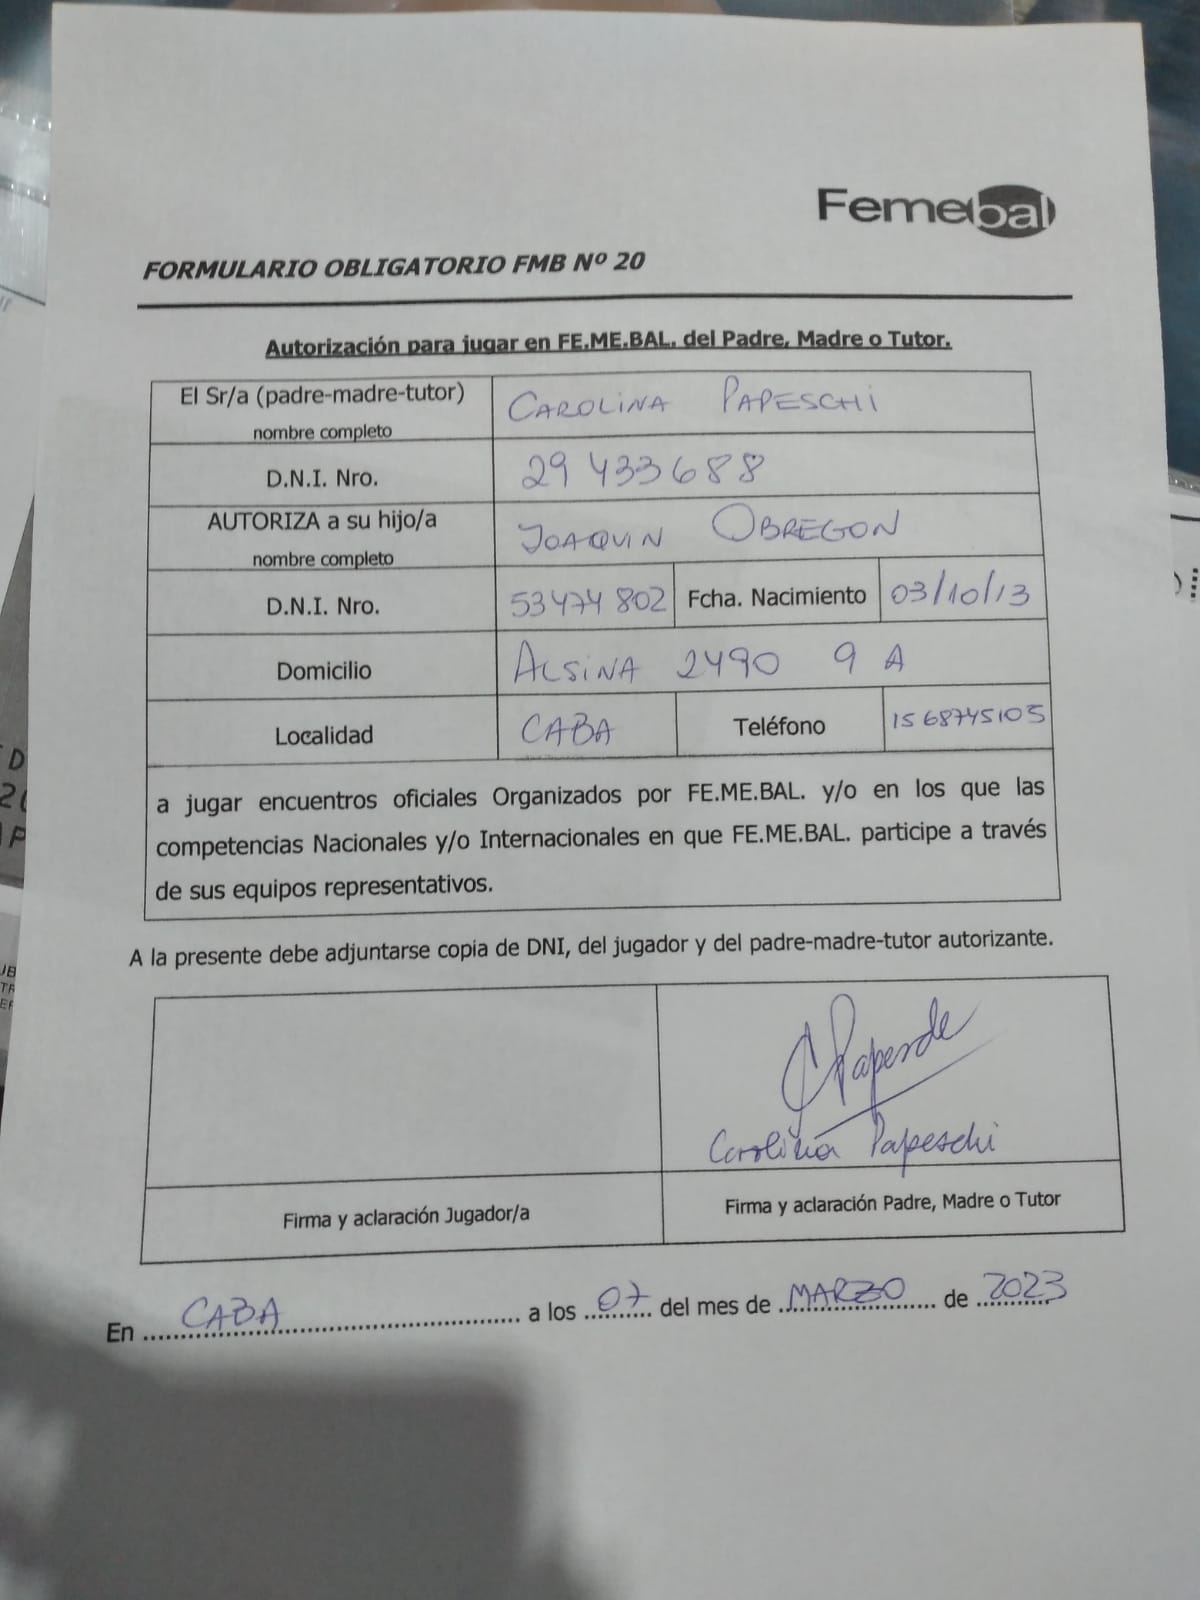 Femebal
FORMULARIO OBLIGATORIO FMB Nº 20
Autorización para jugar en FE.ME.BAL. del Padre, Madre o Tutor.
El Sr/a (padre-madre-tutor) CAROLINA PAPESCHI
nombre completo
D.N.I. Nro. 29 433688
AUTORIZA a su hijo/a JOAQUIN OBREGON
nombre completo
D.N.I. Nro. 53474802 Fcha. Nacimiento 03/10/13
Domicilio ALSINA 2490 9 A
Localidad CABA Teléfono 1568745105
a jugar encuentros oficiales Organizados por FE.ME.BAL. y/o en los que las
competencias Nacionales y/o Internacionales en que FE.ME.BAL. participe a través
de sus equipos representativos.
A la presente debe adjuntarse copia de DNI, del jugador y del padre-madre-tutor autorizante.
Carolina Papeschi
Firma y aclaración Jugador/a Firma y aclaración Padre, Madre o Tutor
En CABA a los 07 del mes de MARZO de 2023